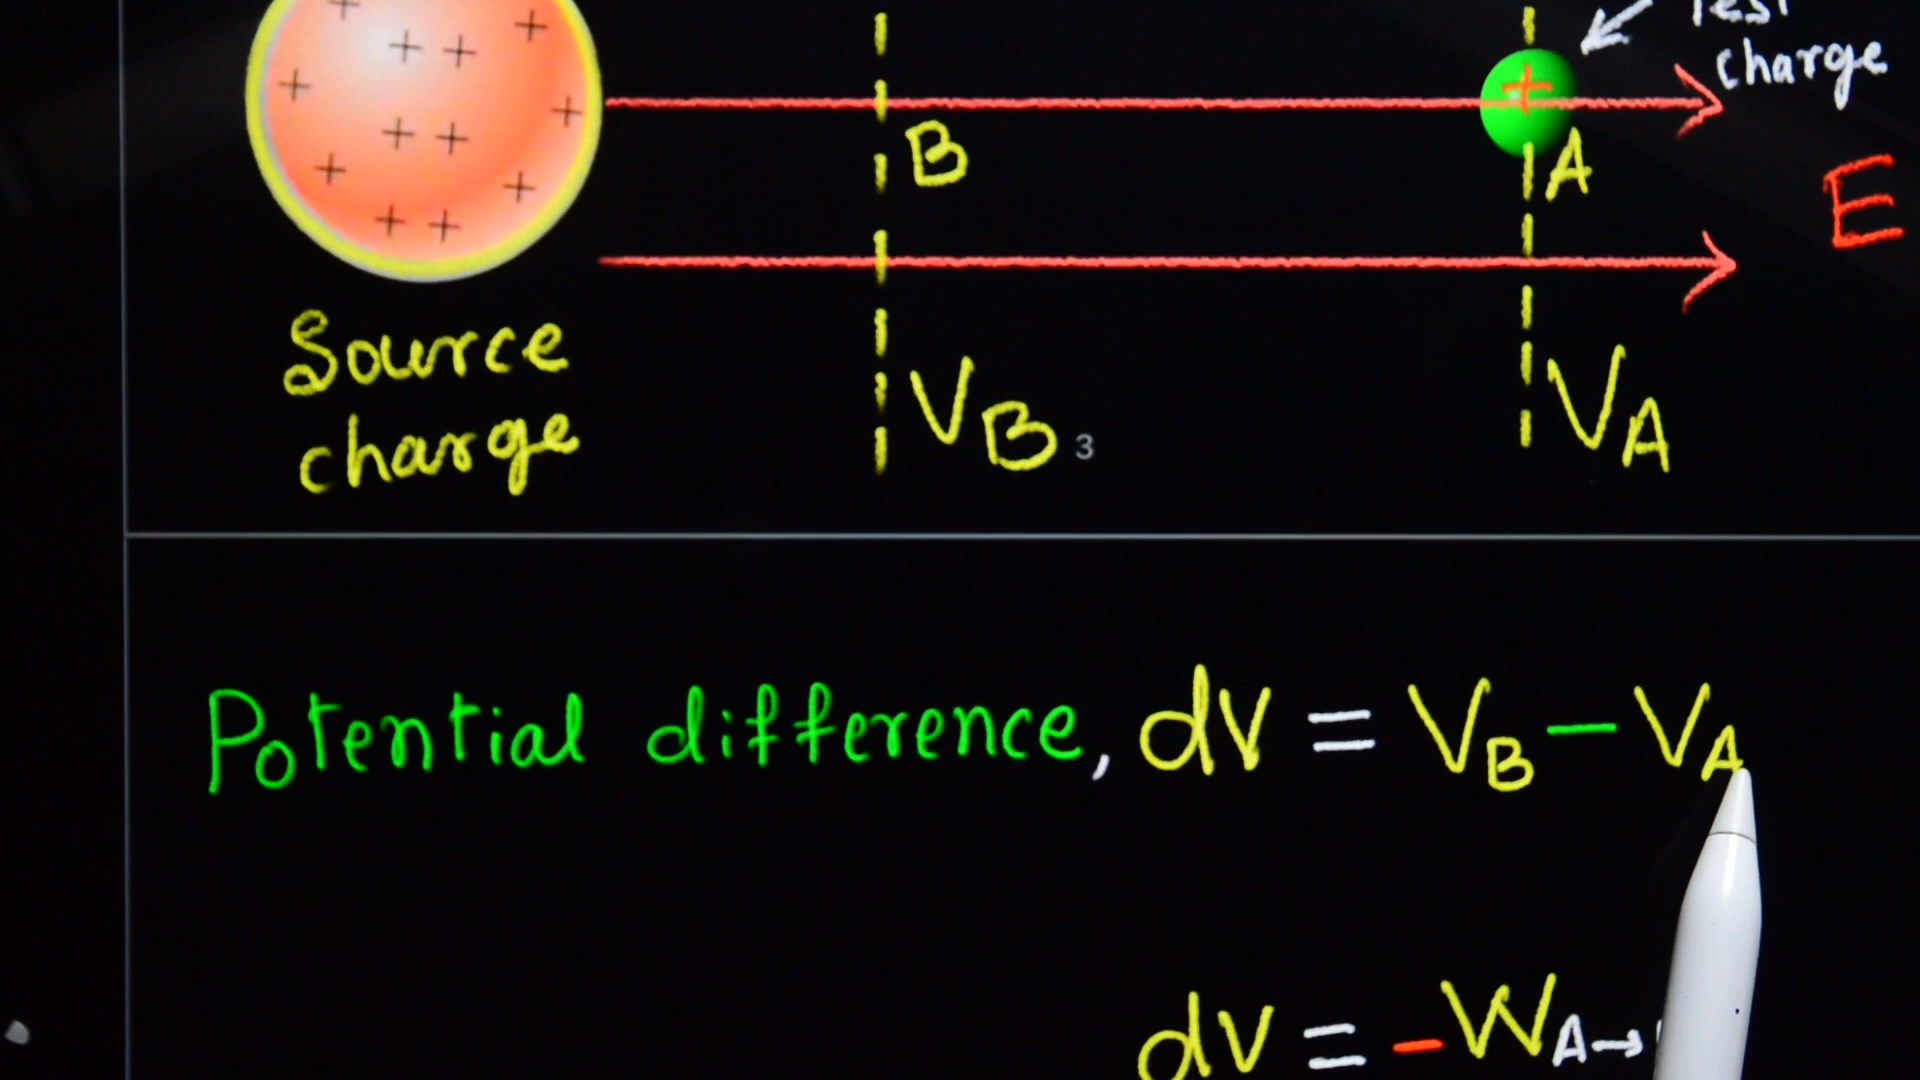 Test
charge
B
A
E
Source
charge
VB
3
VA
Potential difference, dV = VB - VA
dV = -WA→